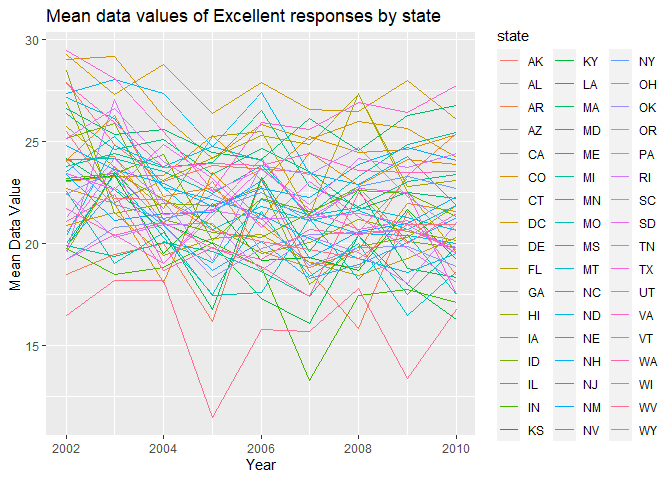 Mean data values of Excellent responses by state
30
25
20
15
Mean Data Value
2002
2004
2006
2008
2010
Year
state
AK
AL
AR
AZ
CA
CO
CT
DC
DE
FL
GA
HI
IA
ID
IL
IN
KS
KY
LA
MA
MD
ME
MI
MN
MO
MS
MT
NC
ND
NE
NH
NJ
NM
NV
NY
OH
OK
OR
PA
RI
SC
SD
TN
TX
UT
VA
VT
WA
WI
WV
WY